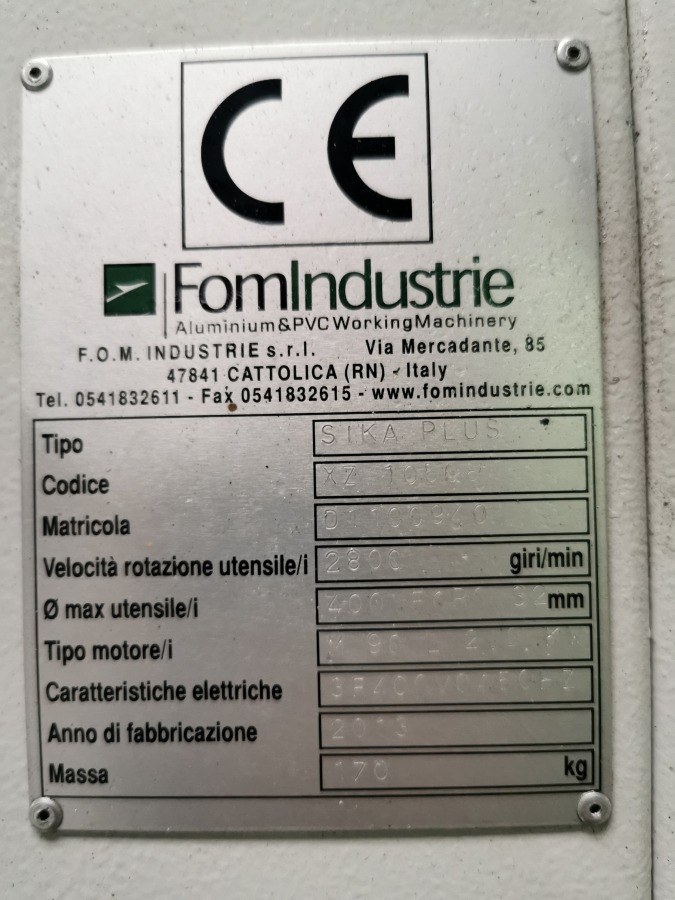 CE
FomIndustrie
Aluminium&PVCWorkingMachinery
F.O.M. INDUSTRIE s.r.l. Via Mercadante, 85
47841 CATTOLICA (RN) - Italy
Tel. 0541832611 - Fax 0541832615 - www.fomindustrie.com
Tipo SIKA PLUS
Codice XZ
Matricola
Velocità rotazione utensile/i 2800 giri/min
Ø max utensile/i mm
Tipo motore/i
Caratteristiche elettriche
Anno di fabbricazione
Massa 170 kg